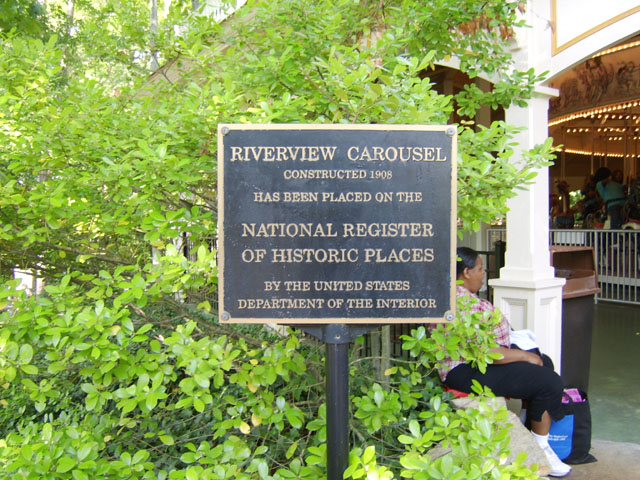 RIVERVIEW CAROUSEL
CONSTRUCTED 1908
HAS BEEN PLACED ON THE
NATIONAL REGISTER
OF HISTORIC PLACES
BY THE UNITED STATES
DEPARTMENT OF THE INTERIOR